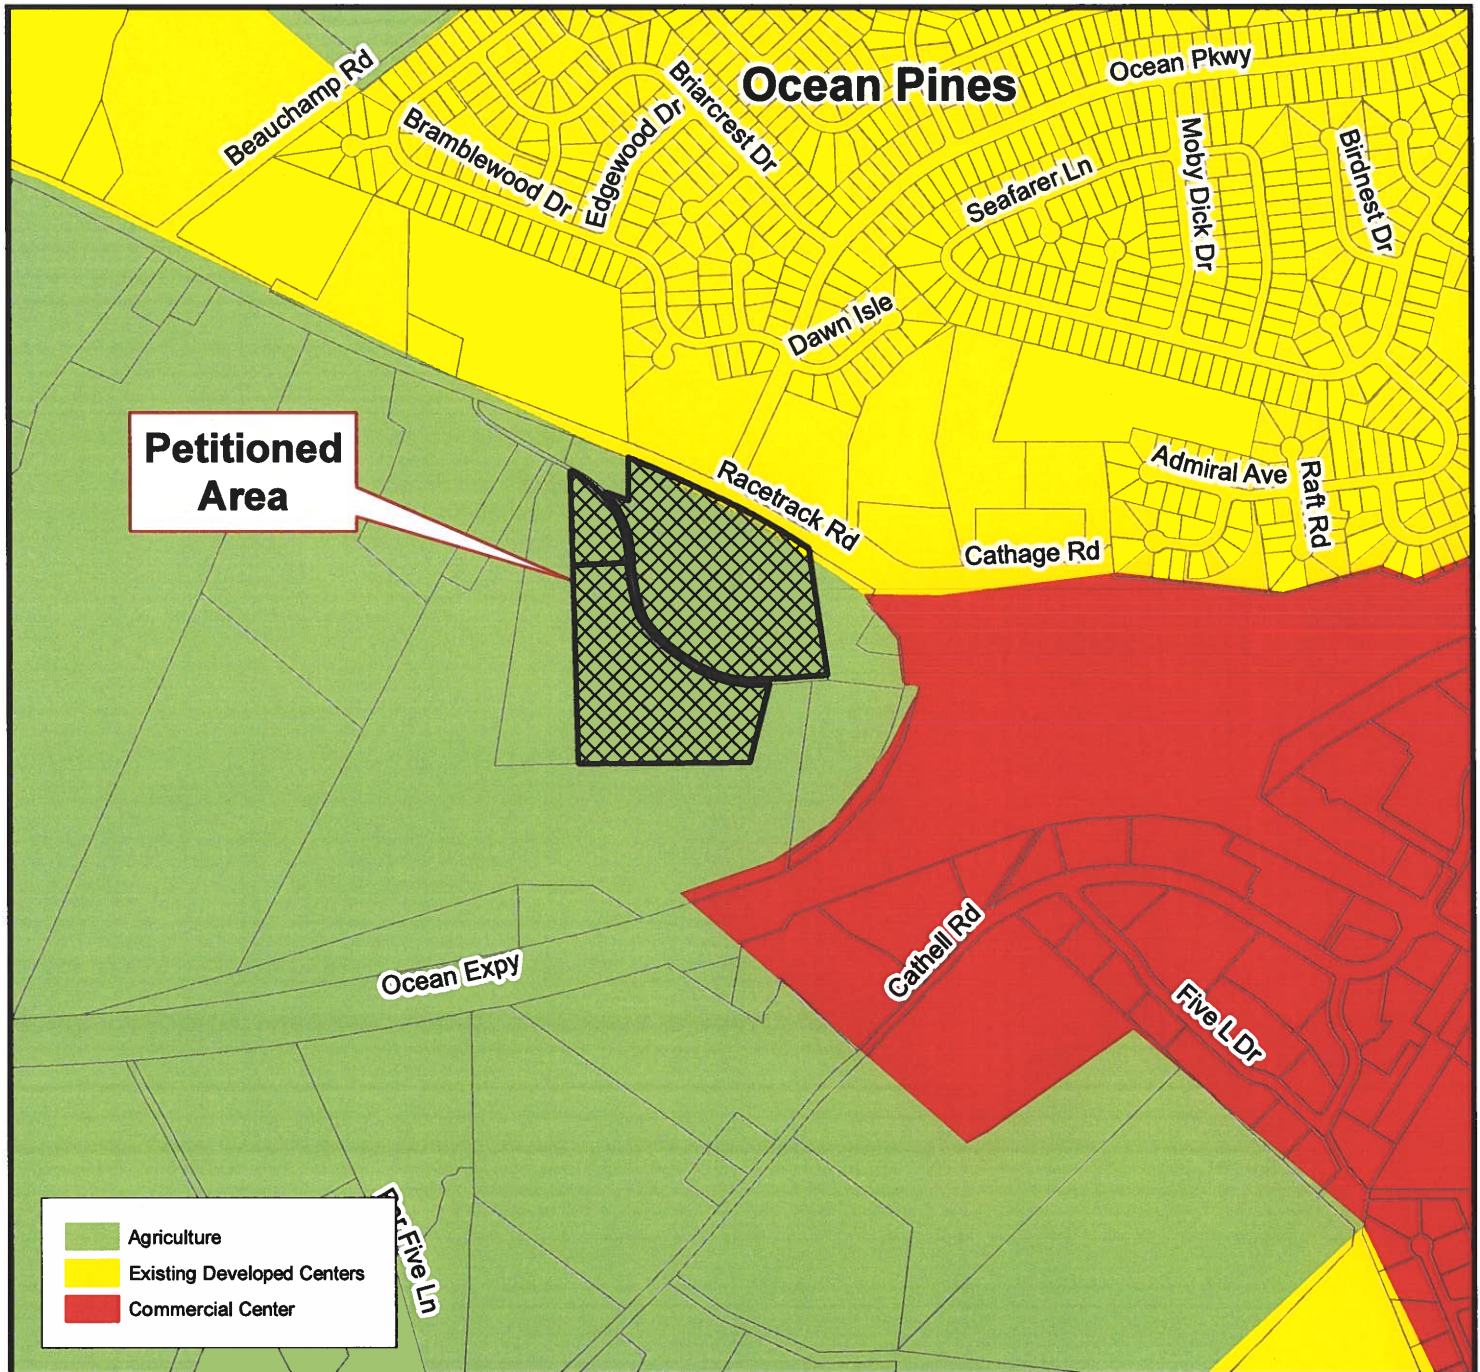 Ocean Pines
Ocean Pkwy
Beauchamp Rd
Briarcrest Dr
Bramblewood Dr
Edgewood Dr
Seafarer Ln
Moby Dick Dr
Birdnest Dr
Dawn Isle
Petitioned
Area
Racetrack Rd
Admiral Ave
Raft Rd
Cathage Rd
Cathell Rd
Ocean Expy
Five L Dr
Five Ln
Agriculture
Existing Developed Centers
Commercial Center